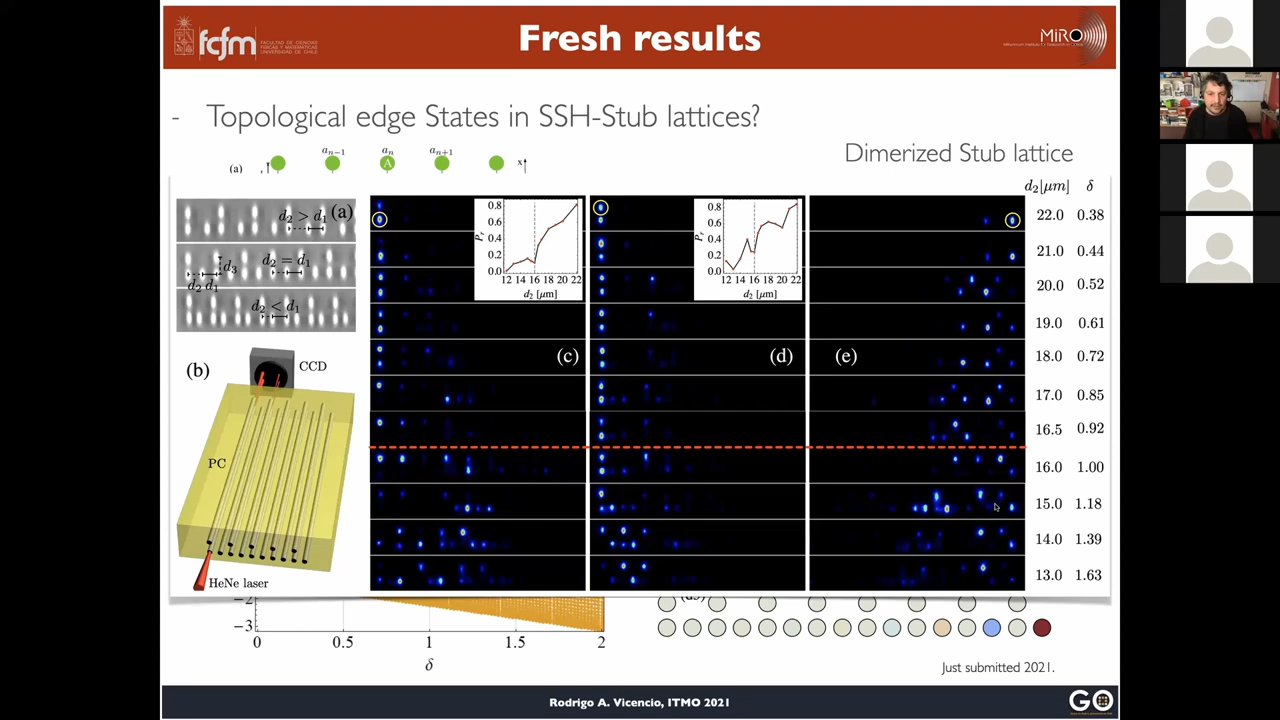 fcfm
FACULTAD DE CIENCIAS
FÍSICAS Y MATEMÁTICAS
UNIVERSIDAD DE CHILE
Fresh results
MiRO
- Topological edge States in SSH-Stub lattices?
Dimerized Stub lattice
(a)
a_{n-1}
a_n
a_{n+1}
A
x
d₂[μm] δ
(a)
d₂ > d₁
d₃
d₂ = d₁
d₂ d₁
d₂ < d₁
(b)
CCD
PC
HeNe laser
0.8
0.6
0.4
0.2
0.0
P_r
12 14 16 18 20 22
d₂ [μm]
(c)
0.8
0.6
0.4
0.2
0.0
P_r
12 14 16 18 20 22
d₂ [μm]
(d)
(e)
22.0 0.38
21.0 0.44
20.0 0.52
19.0 0.61
18.0 0.72
17.0 0.85
16.5 0.92
16.0 1.00
15.0 1.18
14.0 1.39
13.0 1.63
−2
−3
0 0.5 1 1.5 2
δ
Just submitted 2021.
Rodrigo A. Vicencio, ITMO 2021
GO